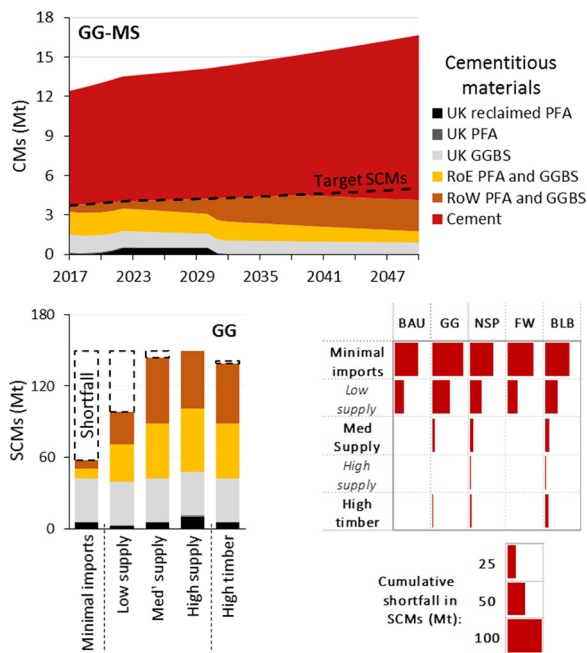 GG-MS
CMs (Mt)
18
15
12
9
6
3
0
2017
2023
2029
2035
2041
2047
Target SCMs
Cementitious
materials
UK reclaimed PFA
UK PFA
UK GGBS
RoE PFA and GGBS
RoW PFA and GGBS
Cement
GG
SCMs (Mt)
180
120
60
0
Shortfall
Minimal imports
Low supply
Med' supply
High supply
High timber
BAU GG NSP FW BLB
Minimal
imports
Low
supply
Med
Supply
High
supply
High
timber
Cumulative
shortfall in
SCMs (Mt):
25
50
100